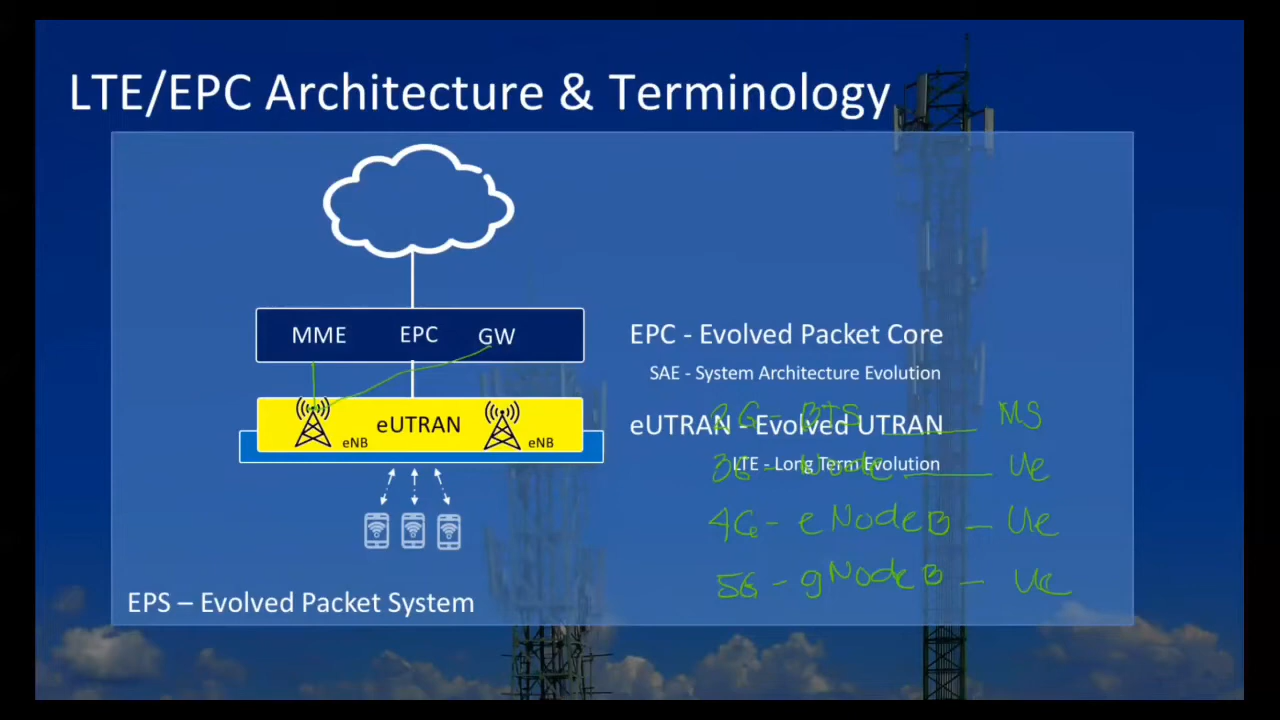 LTE/EPC Architecture & Terminology
MME EPC GW
EPC - Evolved Packet Core
SAE - System Architecture Evolution
eNB eUTRAN eNB
eUTRAN - Evolved UTRAN
LTE - Long Term Evolution
2G - BTS MS
3G - Node Ue
4G - eNodeB - Ue
5G - gNodeB - Ue
EPS – Evolved Packet System